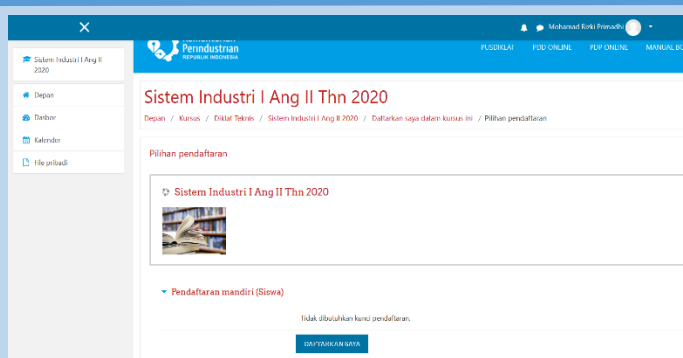 Mohamad Rizki Primadhi
Perindustrian
REPUBLIK INDONESIA
PUSDIKLAT PDD ONLINE PDP ONLINE MANUAL BO
Sistem Industri I Ang II
2020
Depan
Dasbor
Kalender
File pribadi
Sistem Industri I Ang II Thn 2020
Depan / Kursus / Diklat Teknis / Sistem Industri I Ang II 2020 / Daftarkan saya dalam kursus ini / Pilihan pendaftaran
Pilihan pendaftaran
Sistem Industri I Ang II Thn 2020
Pendaftaran mandiri (Siswa)
Tidak dibutuhkan kunci pendaftaran.
DAFTARKAN SAYA